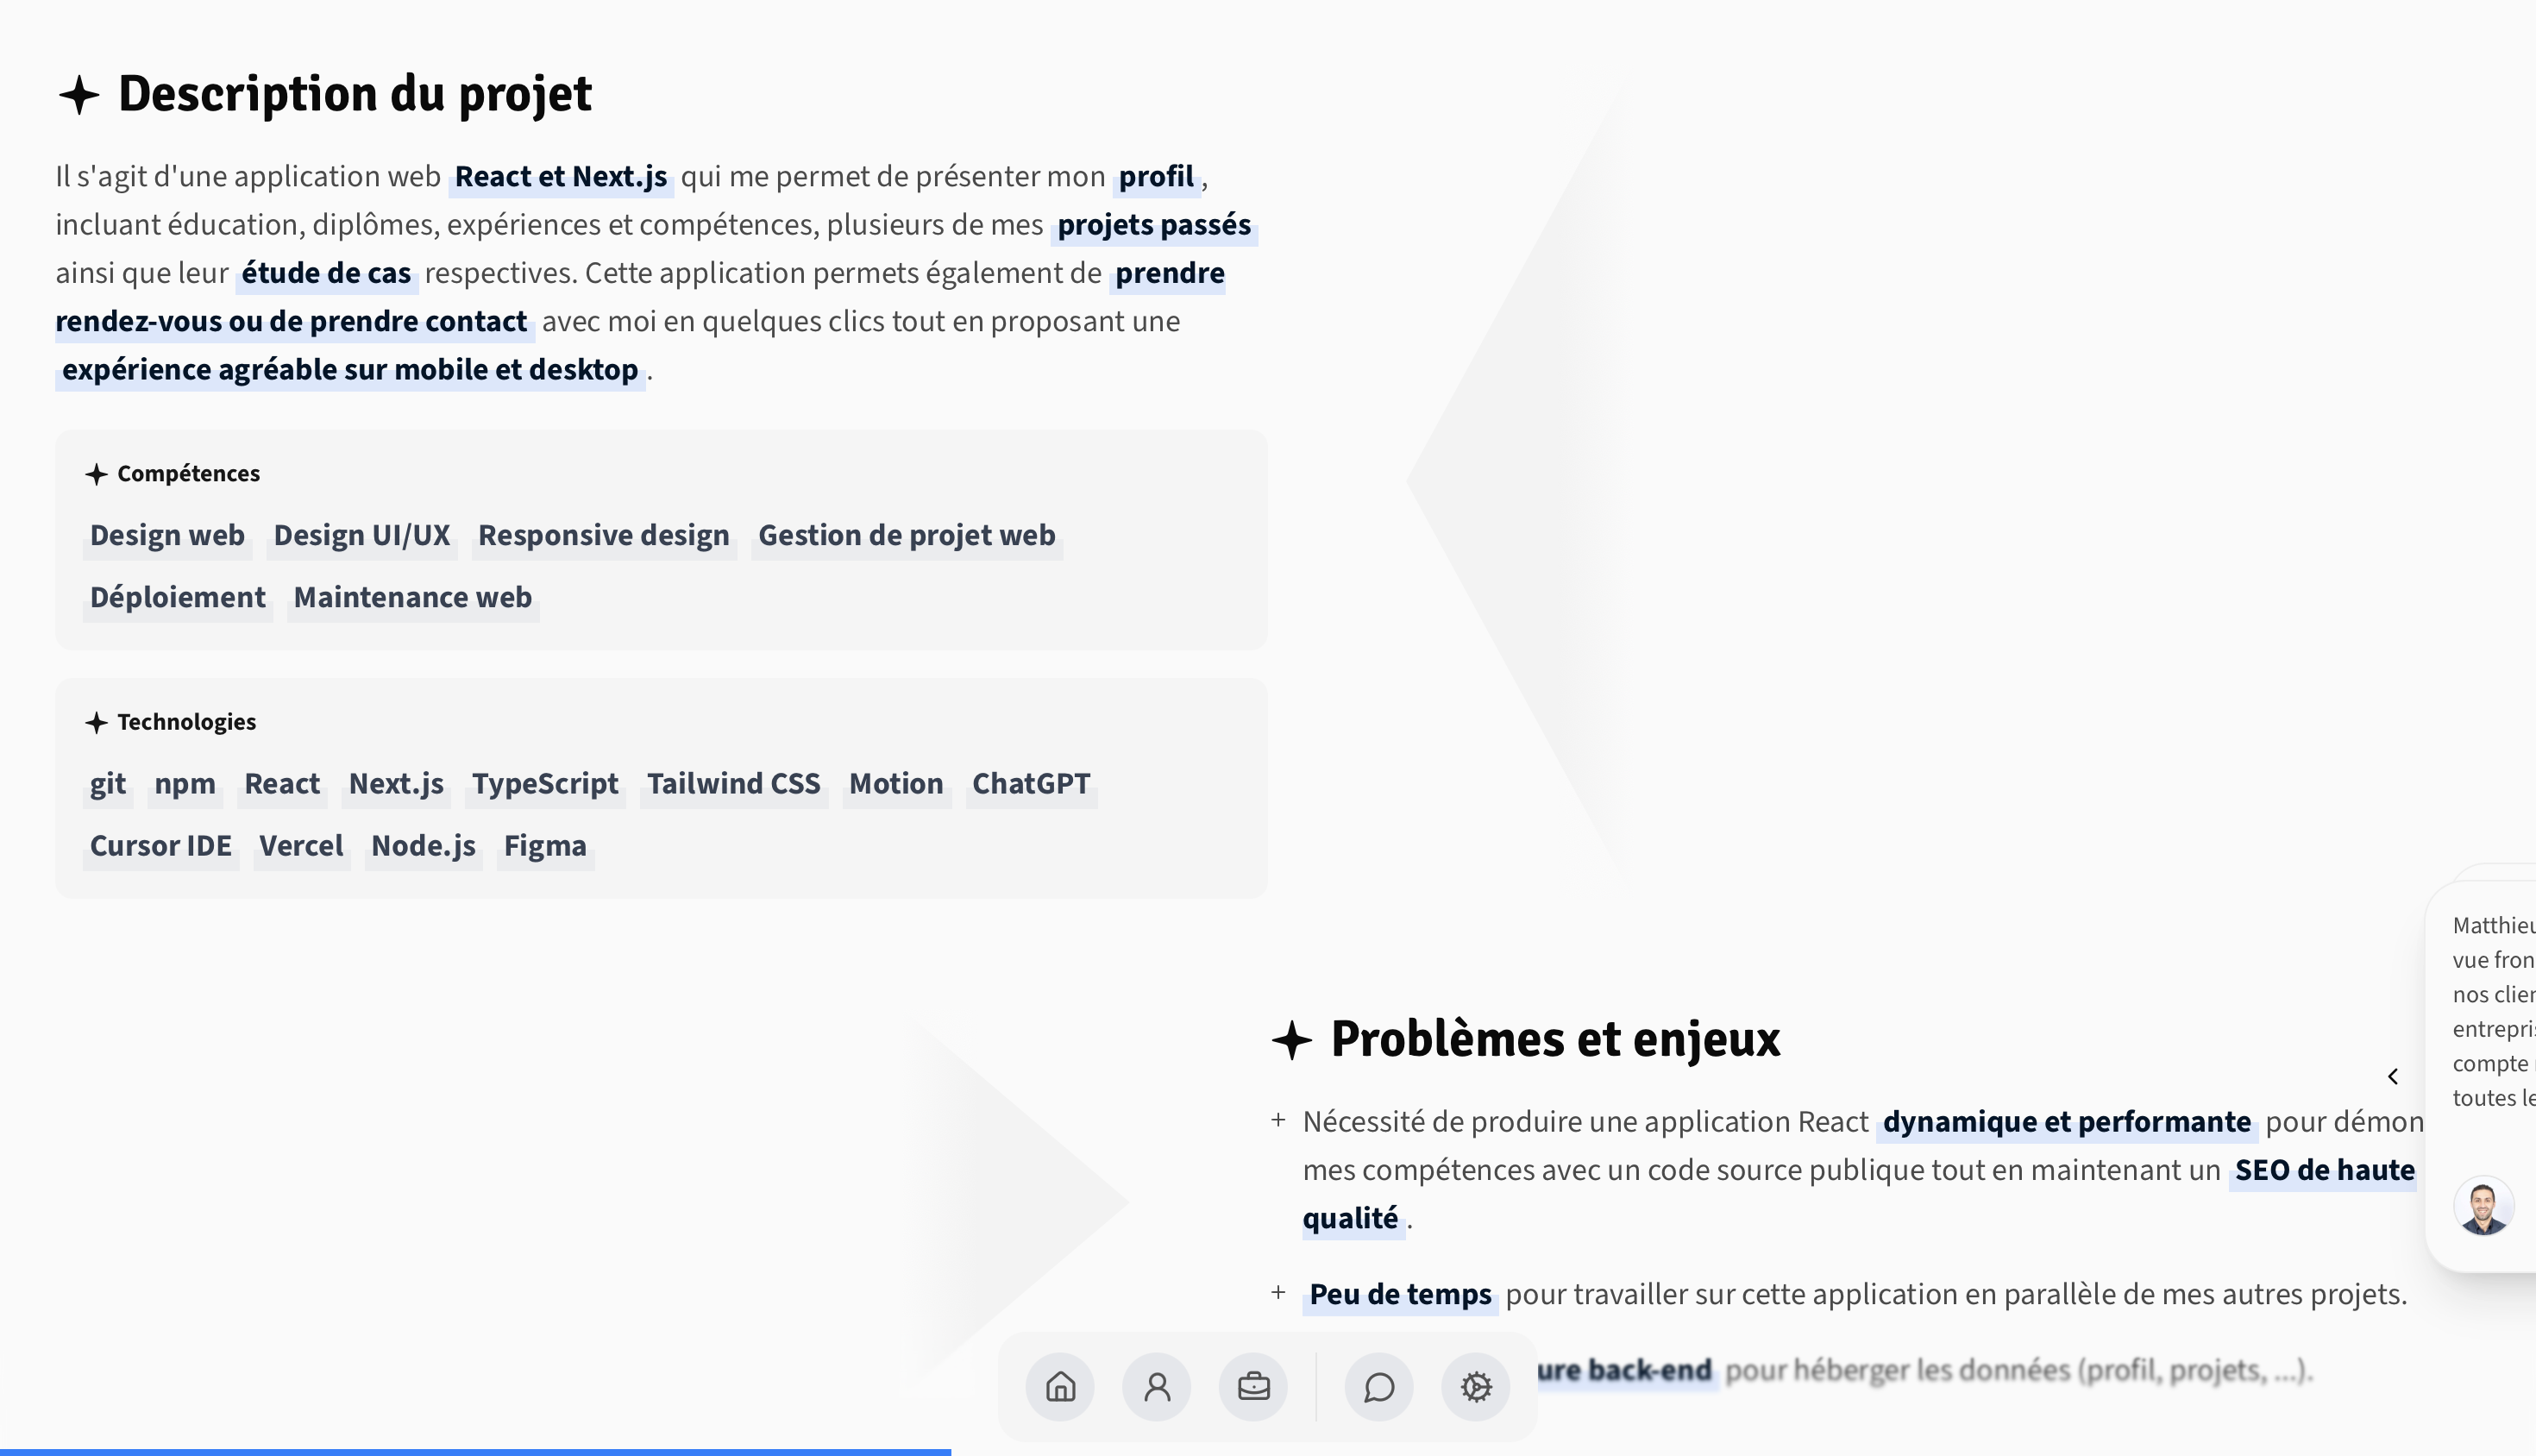 Description du projet
Il s'agit d'une application web React et Next.js qui me permet de présenter mon profil,
incluant éducation, diplômes, expériences et compétences, plusieurs de mes projets passés
ainsi que leur étude de cas respectives. Cette application permets également de prendre
rendez-vous ou de prendre contact avec moi en quelques clics tout en proposant une
expérience agréable sur mobile et desktop.
Compétences
Design web Design UI/UX Responsive design Gestion de projet web
Déploiement Maintenance web
Technologies
git npm React Next.js TypeScript Tailwind CSS Motion ChatGPT
Cursor IDE Vercel Node.js Figma
Problèmes et enjeux
+ Nécessité de produire une application React dynamique et performante pour démon
mes compétences avec un code source publique tout en maintenant un SEO de haute
qualité.
+ Peu de temps pour travailler sur cette application en parallèle de mes autres projets.
ure back-end pour héberger les données (profil, projets, ...).
Matthieu
vue fron
nos clien
entrepris
compte
toutes le